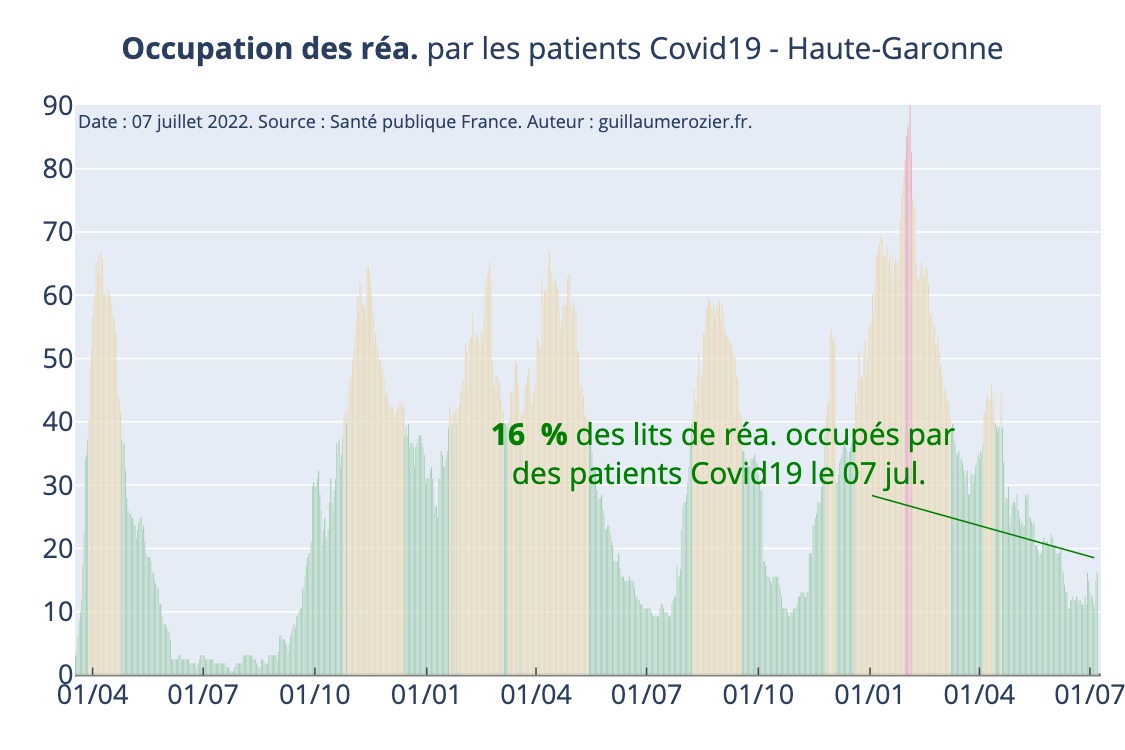 Occupation des réa. par les patients Covid19 - Haute-Garonne
90
Date : 07 juillet 2022. Source : Santé publique France. Auteur : guillaumerozier.fr.
80
70
60
50
40
16 % des lits de réa. occupés par
des patients Covid19 le 07 jul.
30
20
10
0
01/04 01/07 01/10 01/01 01/04 01/07 01/10 01/01 01/04 01/07